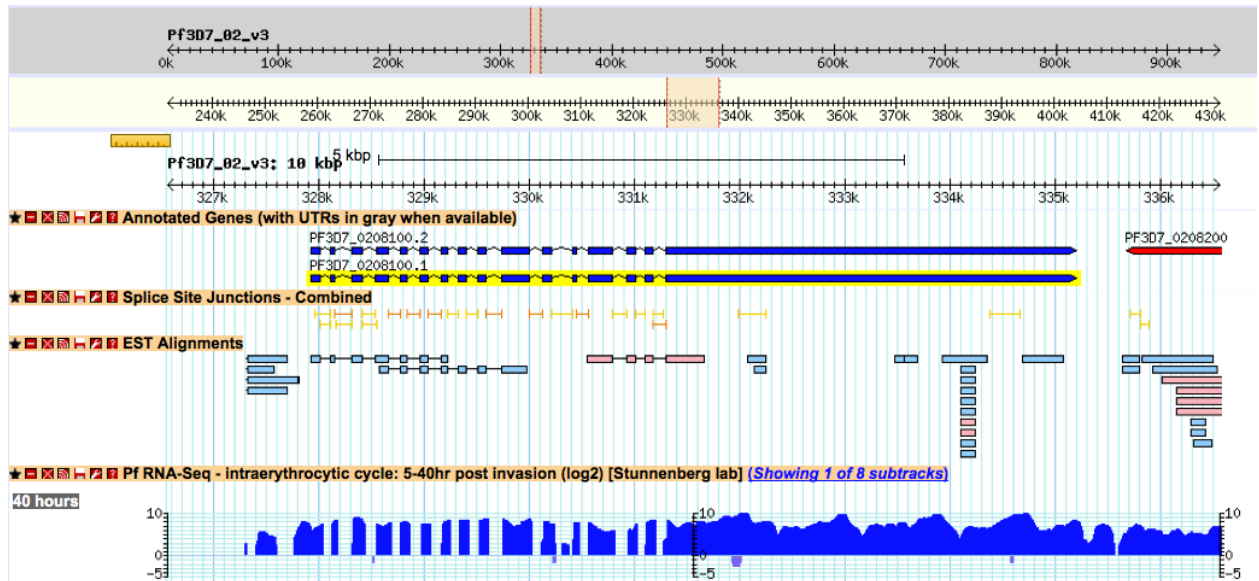 Pf3D7_02_v3
0k 100k 200k 300k 400k 500k 600k 700k 800k 900k
240k 250k 260k 270k 280k 290k 300k 310k 320k 330k 340k 350k 360k 370k 380k 390k 400k 410k 420k 430k
5 kbp
Pf3D7_02_v3: 10 kbp
327k 328k 329k 330k 331k 332k 333k 334k 335k 336k
Annotated Genes (with UTRs in gray when available)
PF3D7_0208100.2 PF3D7_0208200
PF3D7_0208100.1
Splice Site Junctions - Combined
EST Alignments
Pf RNA-Seq - intraerythrocytic cycle: 5-40hr post invasion (log2) [Stunnenberg lab] (Showing 1 of 8 subtracks)
40 hours
10 10 10
0 0 0
-5 -5 -5